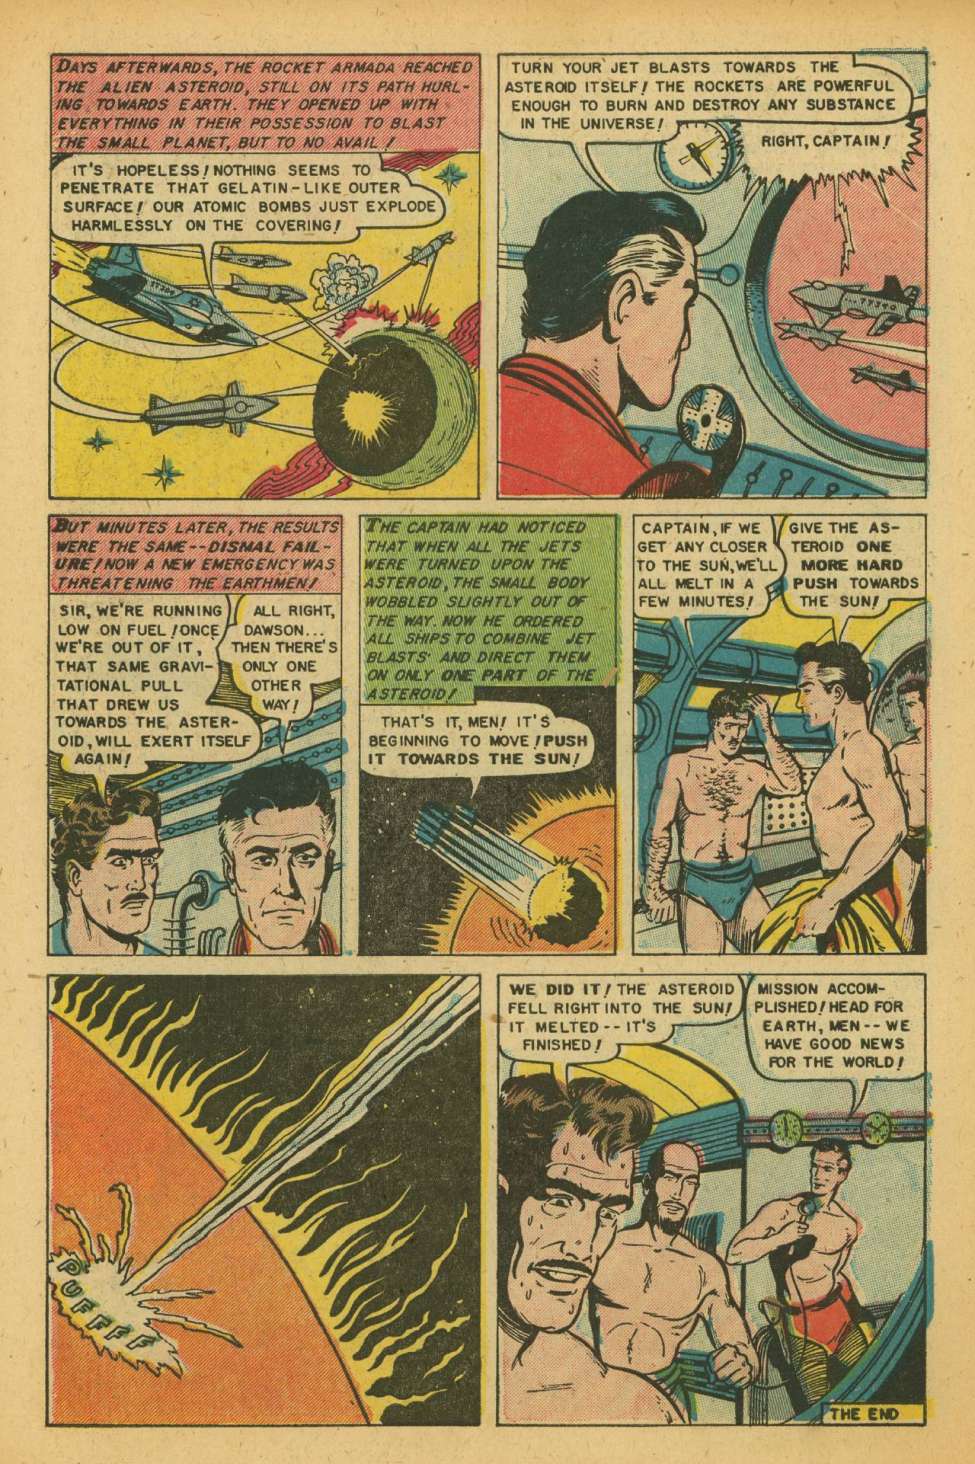 DAYS AFTERWARDS, THE ROCKET ARMADA REACHED
THE ALIEN ASTEROID, STILL ON ITS PATH HURL-
ING TOWARDS EARTH. THEY OPENED UP WITH
EVERYTHING IN THEIR POSSESSION TO BLAST
THE SMALL PLANET, BUT TO NO AVAIL!
IT'S HOPELESS! NOTHING SEEMS TO
PENETRATE THAT GELATIN-LIKE OUTER
SURFACE! OUR ATOMIC BOMBS JUST EXPLODE
HARMLESSLY ON THE COVERING!
TURN YOUR JET BLASTS TOWARDS THE
ASTEROID ITSELF! THE ROCKETS ARE POWERFUL
ENOUGH TO BURN AND DESTROY ANY SUBSTANCE
IN THE UNIVERSE!
RIGHT, CAPTAIN!
BUT MINUTES LATER, THE RESULTS
WERE THE SAME--DISMAL FAIL-
URE! NOW A NEW EMERGENCY WAS
THREATENING THE EARTHMEN!
SIR, WE'RE RUNNING
LOW ON FUEL! ONCE
WE'RE OUT OF IT,
THAT SAME GRAVI-
TATIONAL PULL
THAT DREW US
TOWARDS THE ASTER-
OID, WILL EXERT ITSELF
AGAIN!
ALL RIGHT,
DAWSON...
THEN THERE'S
ONLY ONE
OTHER
WAY!
THE CAPTAIN HAD NOTICED
THAT WHEN ALL THE JETS
WERE TURNED UPON THE
ASTEROID, THE SMALL BODY
WOBBLED SLIGHTLY OUT OF
THE WAY. NOW HE ORDERED
ALL SHIPS TO COMBINE JET
BLASTS AND DIRECT THEM
ON ONLY ONE PART OF THE
ASTEROID!
THAT'S IT, MEN! IT'S
BEGINNING TO MOVE! PUSH
IT TOWARDS THE SUN!
CAPTAIN, IF WE
GET ANY CLOSER
TO THE SUN, WE'LL
ALL MELT IN A
FEW MINUTES!
GIVE THE AS-
TEROID ONE
MORE HARD
PUSH TOWARDS
THE SUN!
PUFFFF
WE DID IT! THE ASTEROID
FELL RIGHT INTO THE SUN!
IT MELTED--IT'S
FINISHED!
MISSION ACCOM-
PLISHED! HEAD FOR
EARTH, MEN--WE
HAVE GOOD NEWS
FOR THE WORLD!
THE END